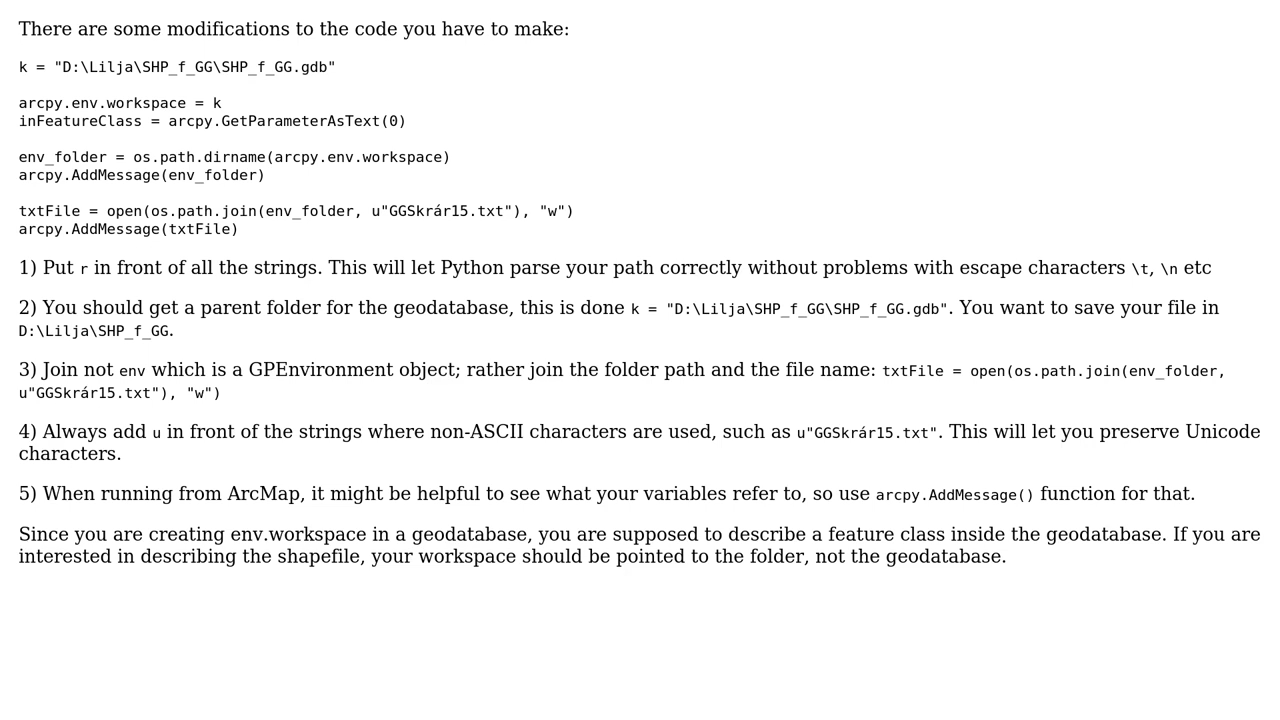 There are some modifications to the code you have to make:
k = "D:\Lilja\SHP_f_GG\SHP_f_GG.gdb"
arcpy.env.workspace = k
inFeatureClass = arcpy.GetParameterAsText(0)
env_folder = os.path.dirname(arcpy.env.workspace)
arcpy.AddMessage(env_folder)
txtFile = open(os.path.join(env_folder, u"GGSkrár15.txt"), "w")
arcpy.AddMessage(txtFile)
1) Put r in front of all the strings. This will let Python parse your path correctly without problems with escape characters \t, \n etc
2) You should get a parent folder for the geodatabase, this is done k = "D:\Lilja\SHP_f_GG\SHP_f_GG.gdb". You want to save your file in
D:\Lilja\SHP_f_GG.
3) Join not env which is a GPEnvironment object; rather join the folder path and the file name: txtFile = open(os.path.join(env_folder,
u"GGSkrár15.txt"), "w")
4) Always add u in front of the strings where non-ASCII characters are used, such as u"GGSkrár15.txt". This will let you preserve Unicode
characters.
5) When running from ArcMap, it might be helpful to see what your variables refer to, so use arcpy.AddMessage() function for that.
Since you are creating env.workspace in a geodatabase, you are supposed to describe a feature class inside the geodatabase. If you are
interested in describing the shapefile, your workspace should be pointed to the folder, not the geodatabase.